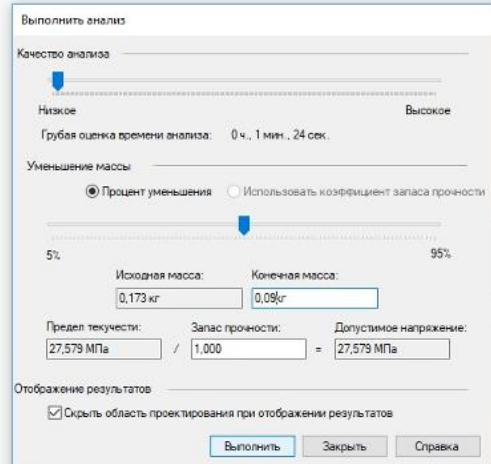 Выполнить анализ
Качество анализа
Низкое Высокое
Грубая оценка времени анализа: 0 ч., 1 мин., 24 сек.
Уменьшение массы
Процент уменьшения Использовать коэффициент запаса прочности
5% 95%
Исходная масса: Конечная масса:
0,173 кг 0,09кг
Предел текучести: Запас прочности: Допустимое напряжение:
27,579 МПа / 1,000 = 27,579 МПа
Отображение результатов
Скрыть область проектирования при отображении результатов
Выполнить Закрыть Справка